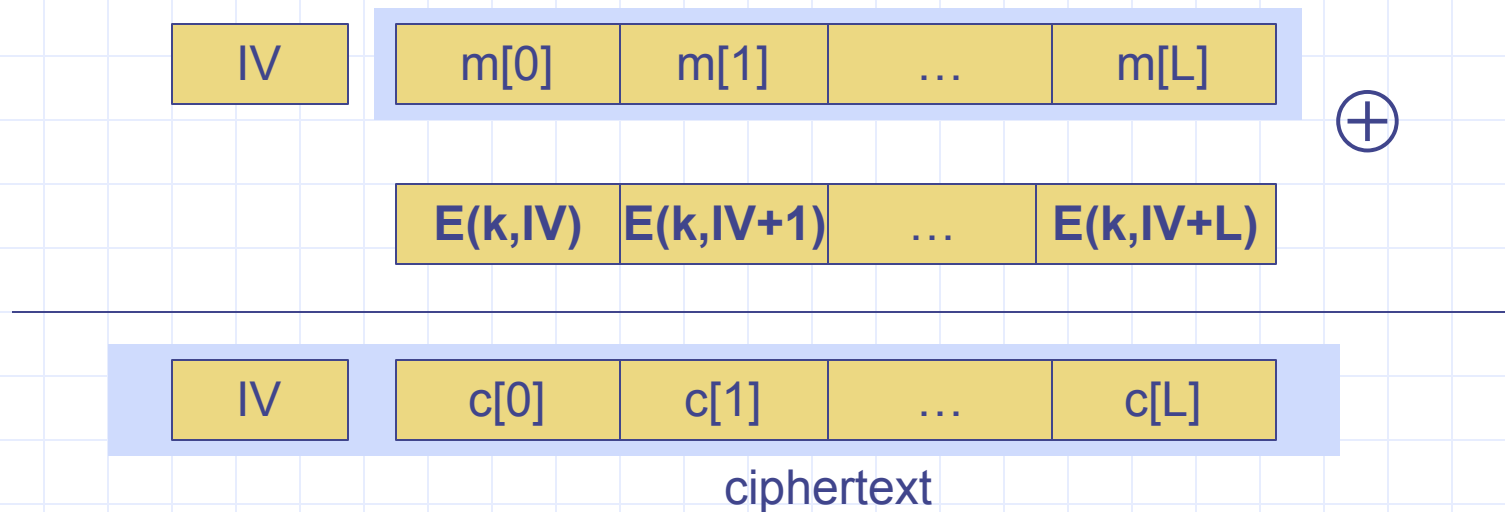 IV m[0] m[1] ... m[L]
⊕
E(k,IV) E(k,IV+1) ... E(k,IV+L)
IV c[0] c[1] ... c[L]
ciphertext